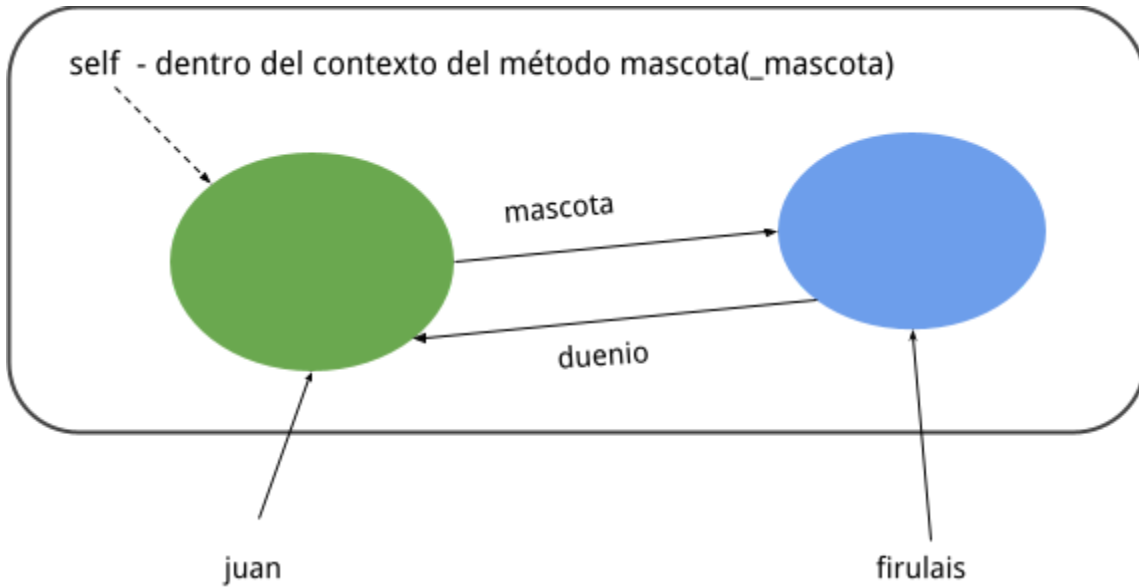 self - dentro del contexto del método mascota(_mascota)
mascota
duenio
juan
firulais